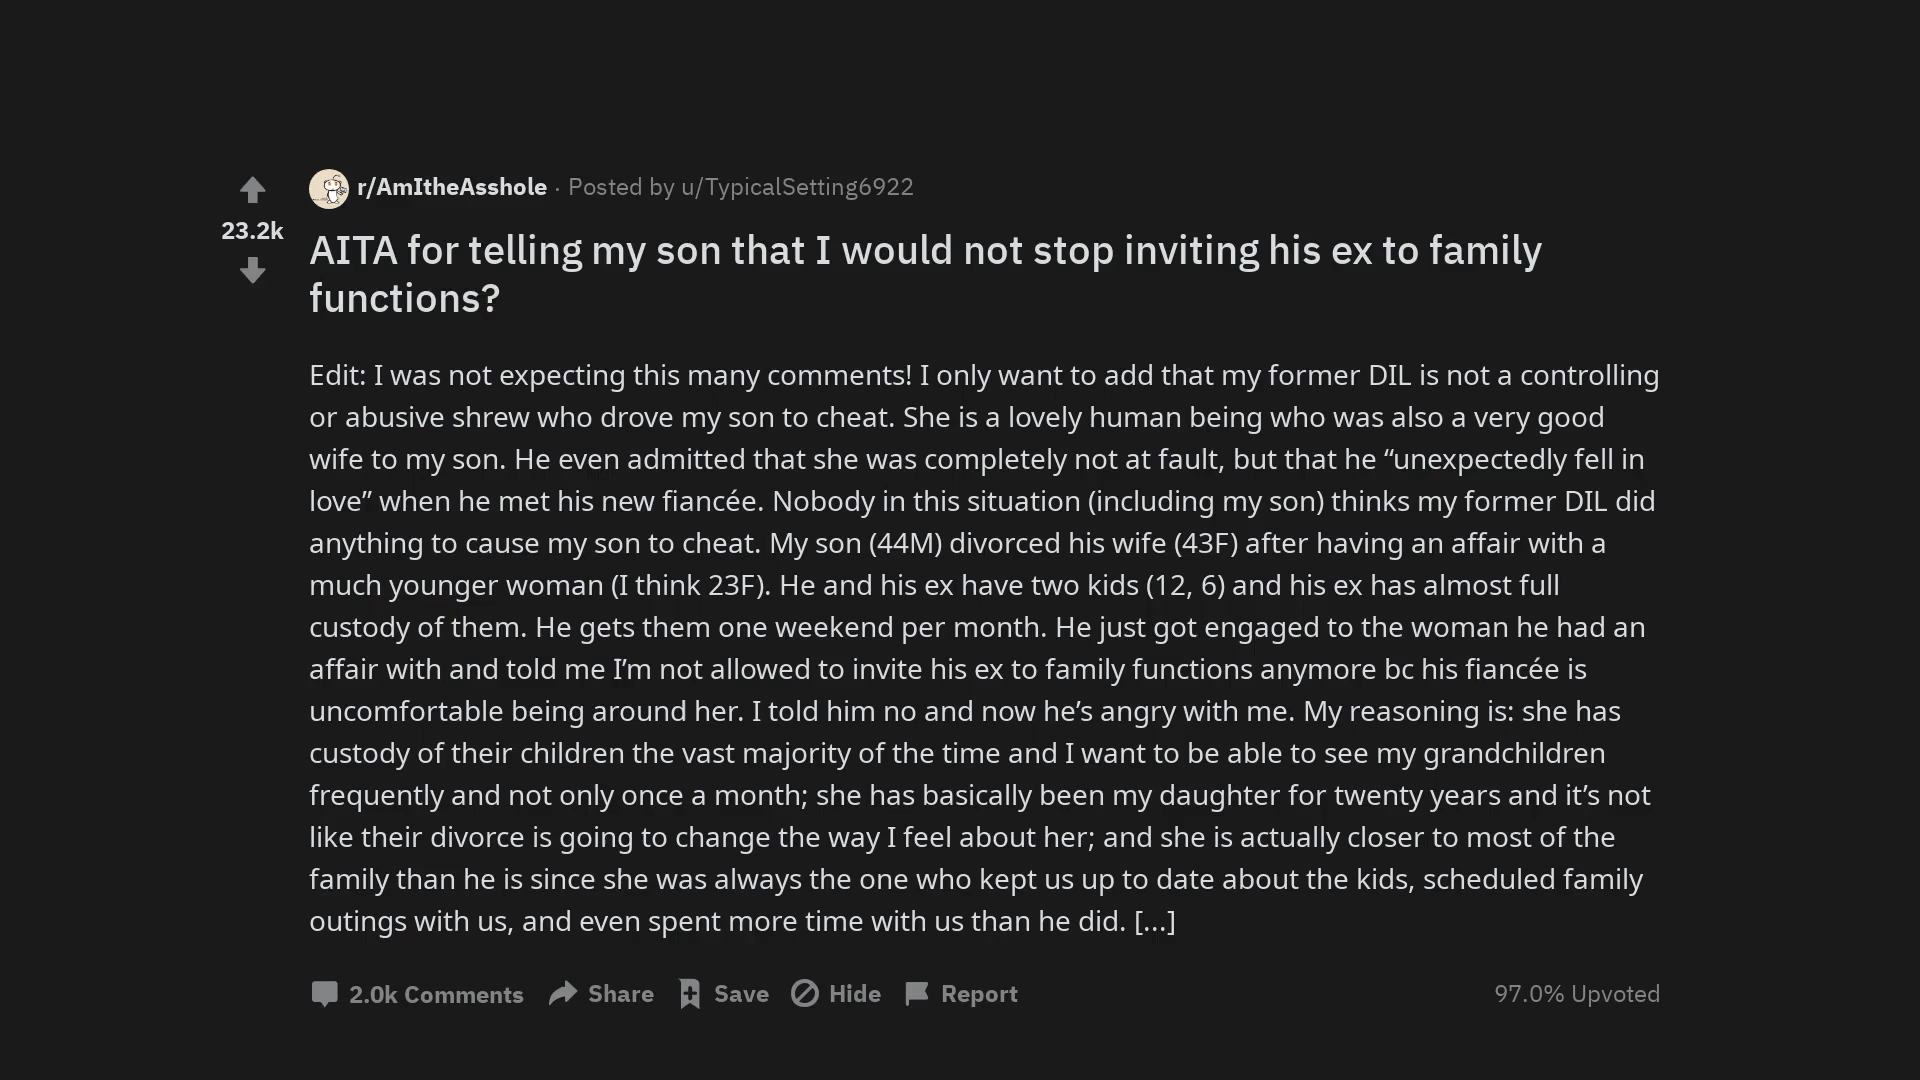 r/AmItheAsshole · Posted by u/TypicalSetting6922
23.2k
AITA for telling my son that I would not stop inviting his ex to family
functions?
Edit: I was not expecting this many comments! I only want to add that my former DIL is not a controlling
or abusive shrew who drove my son to cheat. She is a lovely human being who was also a very good
wife to my son. He even admitted that she was completely not at fault, but that he “unexpectedly fell in
love” when he met his new fiancée. Nobody in this situation (including my son) thinks my former DIL did
anything to cause my son to cheat. My son (44M) divorced his wife (43F) after having an affair with a
much younger woman (I think 23F). He and his ex have two kids (12, 6) and his ex has almost full
custody of them. He gets them one weekend per month. He just got engaged to the woman he had an
affair with and told me I’m not allowed to invite his ex to family functions anymore bc his fiancée is
uncomfortable being around her. I told him no and now he’s angry with me. My reasoning is: she has
custody of their children the vast majority of the time and I want to be able to see my grandchildren
frequently and not only once a month; she has basically been my daughter for twenty years and it’s not
like their divorce is going to change the way I feel about her; and she is actually closer to most of the
family than he is since she was always the one who kept us up to date about the kids, scheduled family
outings with us, and even spent more time with us than he did. [...]
2.0k Comments Share Save Hide Report 97.0% Upvoted